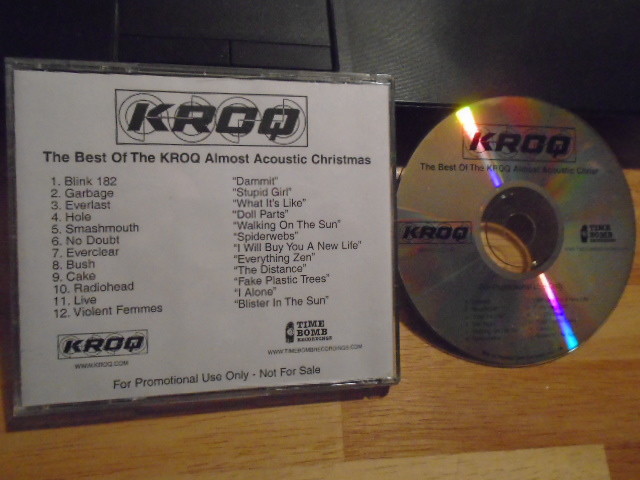 KROQ
The Best Of The KROQ Almost Acoustic Christmas
1. Blink 182 "Dammit"
2. Garbage "Stupid Girl"
3. Everlast "What It's Like"
4. Hole "Doll Parts"
5. Smashmouth "Walking On The Sun"
6. No Doubt "Spiderwebs"
7. Everclear "I Will Buy You A New Life"
8. Bush "Everything Zen"
9. Cake "The Distance"
10. Radiohead "Fake Plastic Trees"
11. Live "I Alone"
12. Violent Femmes "Blister In The Sun"
KROQ
WWW.KROQ.COM
TIME
BOMB
RECORDINGS
WWW.TIMEBOMBRECORDINGS.COM
For Promotional Use Only - Not For Sale
KROQ
The Best Of The KROQ Almost Acoustic
KROQ
TIME
BOMB